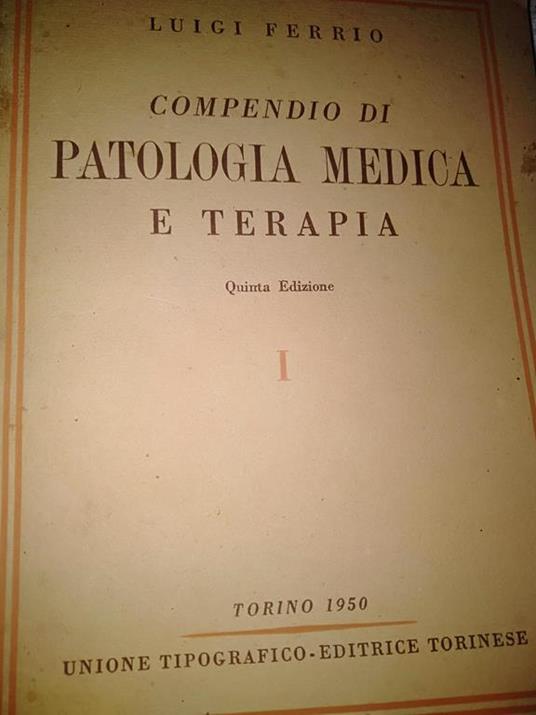 LUIGI FERRIO
COMPENDIO DI
PATOLOGIA MEDICA
E TERAPIA
Quinta Edizione
I
TORINO 1950
UNIONE TIPOGRAFICO-EDITRICE TORINESE